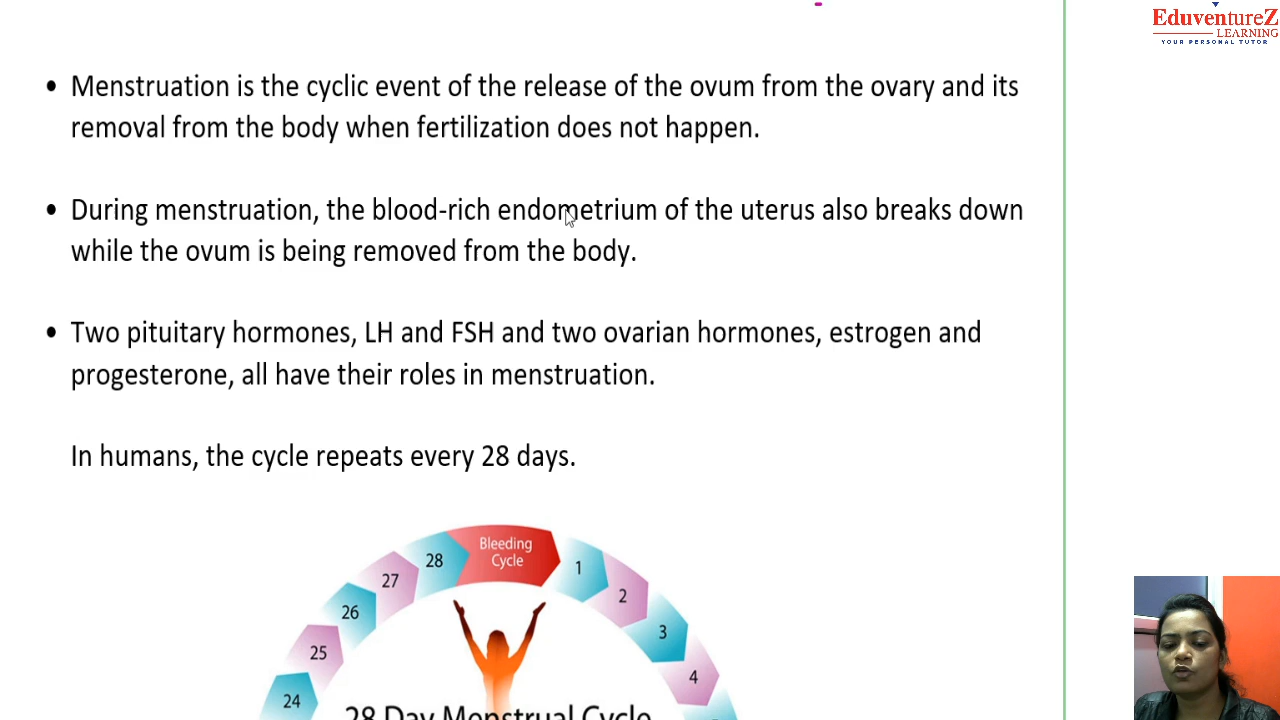 EduventureZ
LEARNING
YOUR PERSONAL TUTOR
• Menstruation is the cyclic event of the release of the ovum from the ovary and its
removal from the body when fertilization does not happen.
• During menstruation, the blood-rich endometrium of the uterus also breaks down
while the ovum is being removed from the body.
• Two pituitary hormones, LH and FSH and two ovarian hormones, estrogen and
progesterone, all have their roles in menstruation.
In humans, the cycle repeats every 28 days.
Bleeding
Cycle
28
1
27
2
26
3
25
4
24
28 Day Menstrual Cycle